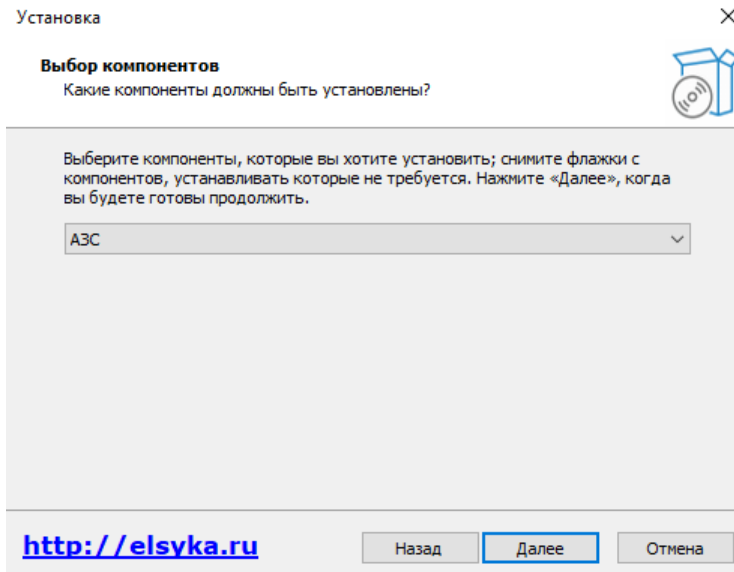 Установка
Выбор компонентов
Какие компоненты должны быть установлены?
Выберите компоненты, которые вы хотите установить; снимите флажки с
компонентов, устанавливать которые не требуется. Нажмите «Далее», когда
вы будете готовы продолжить.
АЗС
http://elsyka.ru
Назад
Далее
Отмена